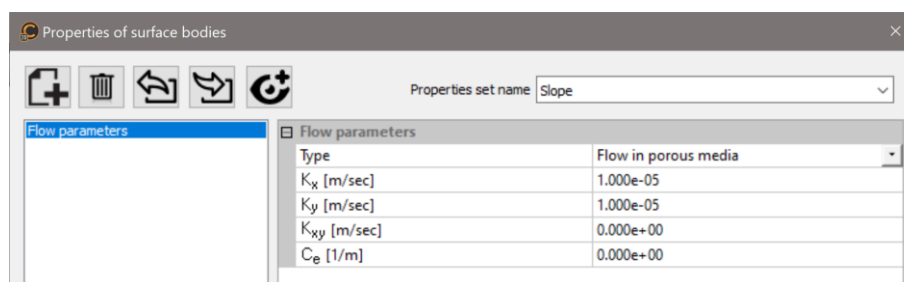 Properties of surface bodies
Properties set name Slope
Flow parameters
Flow parameters
Type Flow in porous media
Kx [m/sec] 1.000e-05
Ky [m/sec] 1.000e-05
Kxy [m/sec] 0.000e+00
Ce [1/m] 0.000e+00